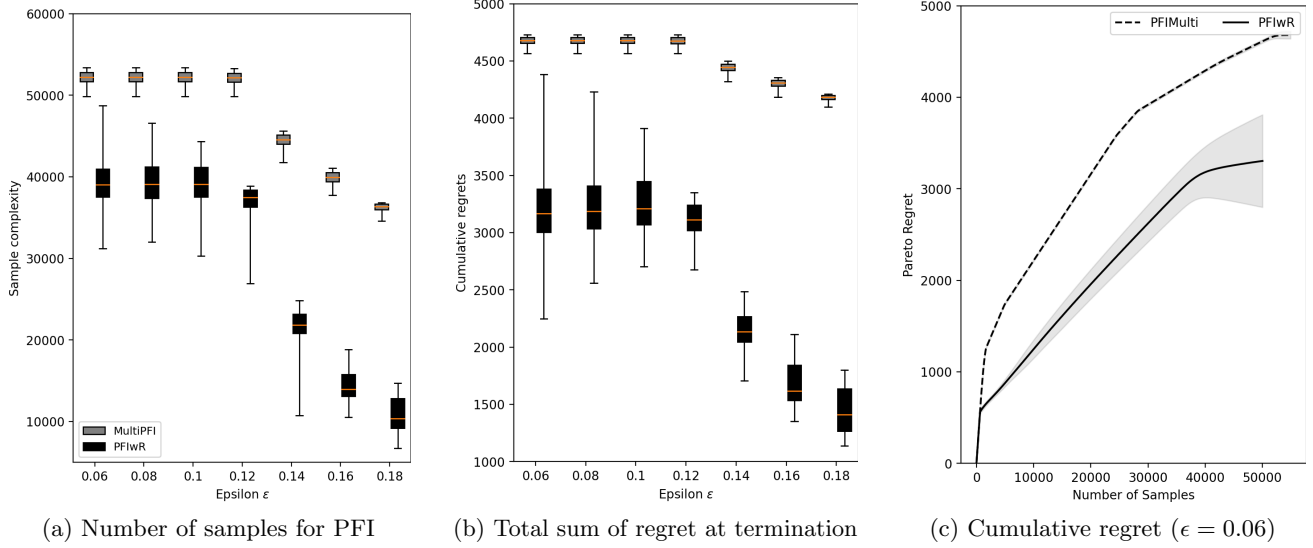 60000
50000
40000
30000
20000
10000
Sample complexity
MultiPFI
PFIwR
0.06 0.08 0.1 0.12 0.14 0.16 0.18
Epsilon ε
(a) Number of samples for PFI
5000
4500
4000
3500
3000
2500
2000
1500
1000
Cumulative regrets
0.06 0.08 0.1 0.12 0.14 0.16 0.18
Epsilon ε
(b) Total sum of regret at termination
PFIMulti PFIwR
5000
4000
3000
2000
1000
0
Pareto Regret
0 10000 20000 30000 40000 50000
Number of Samples
(c) Cumulative regret (ϵ = 0.06)